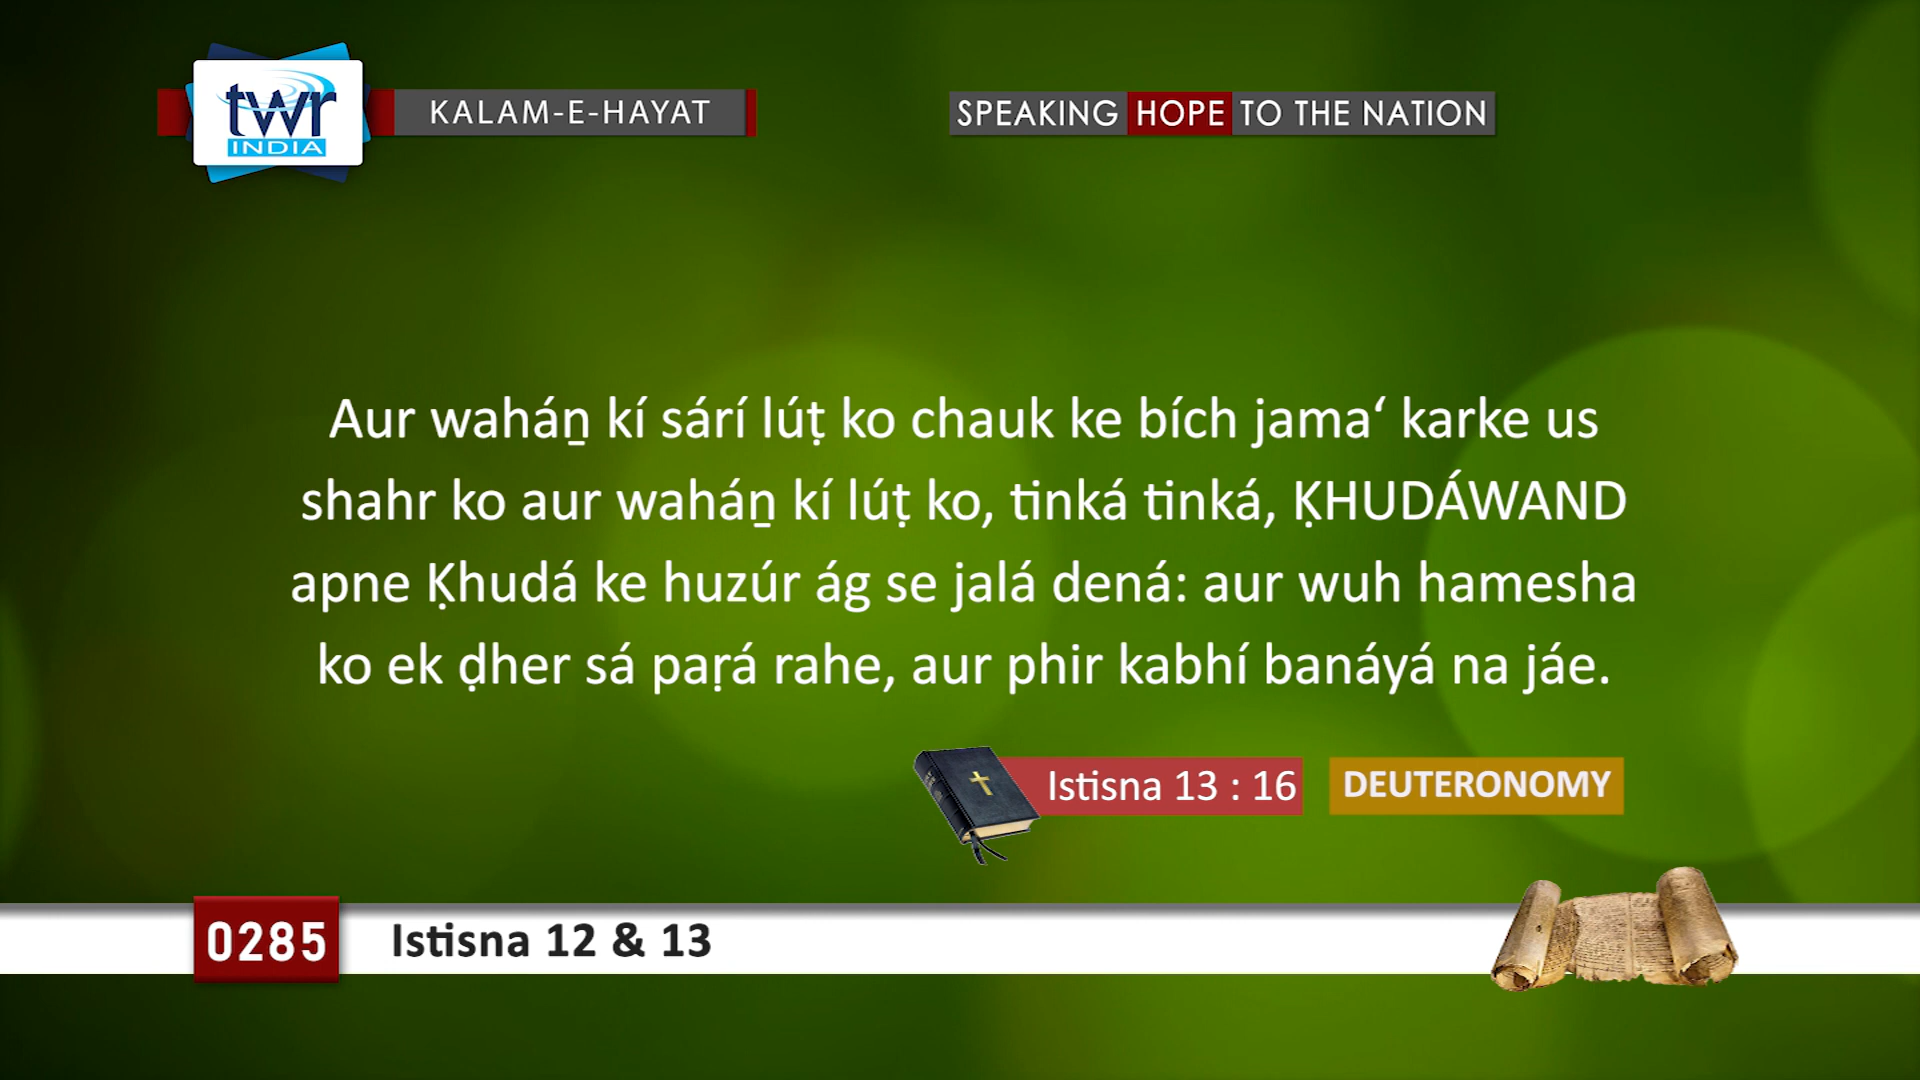 twr
INDIA
KALAM-E-HAYAT
SPEAKING HOPE TO THE NATION
Aur waháṉ kí sárí lúṭ ko chauk ke bích jama‘ karke us
shahr ko aur waháṉ kí lúṭ ko, tinká tinká, ḲHUDÁWAND
apne Ḳhudá ke huzúr ág se jalá dená: aur wuh hamesha
ko ek ḍher sá paṛá rahe, aur phir kabhí banáyá na jáe.
Istisna 13 : 16
DEUTERONOMY
0285
Istisna 12 & 13